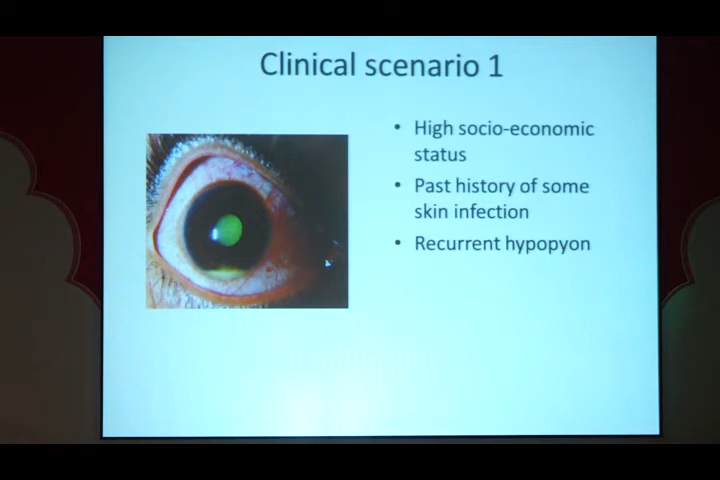 Clinical scenario 1
• High socio-economic
status
• Past history of some
skin infection
• Recurrent hypopyon